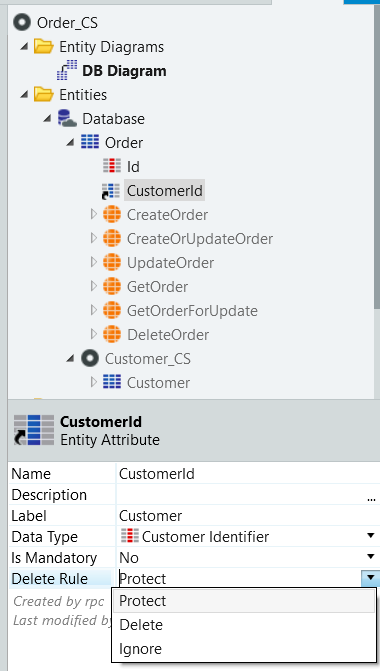 Order_CS
Entity Diagrams
DB Diagram
Entities
Database
Order
Id
CustomerId
CreateOrder
CreateOrUpdateOrder
UpdateOrder
GetOrder
GetOrderForUpdate
DeleteOrder
Customer_CS
Customer
CustomerId
Entity Attribute
Name CustomerId
Description ...
Label Customer
Data Type Customer Identifier
Is Mandatory No
Delete Rule Protect
Created by rpc
Protect
Last modified by
Delete
Ignore